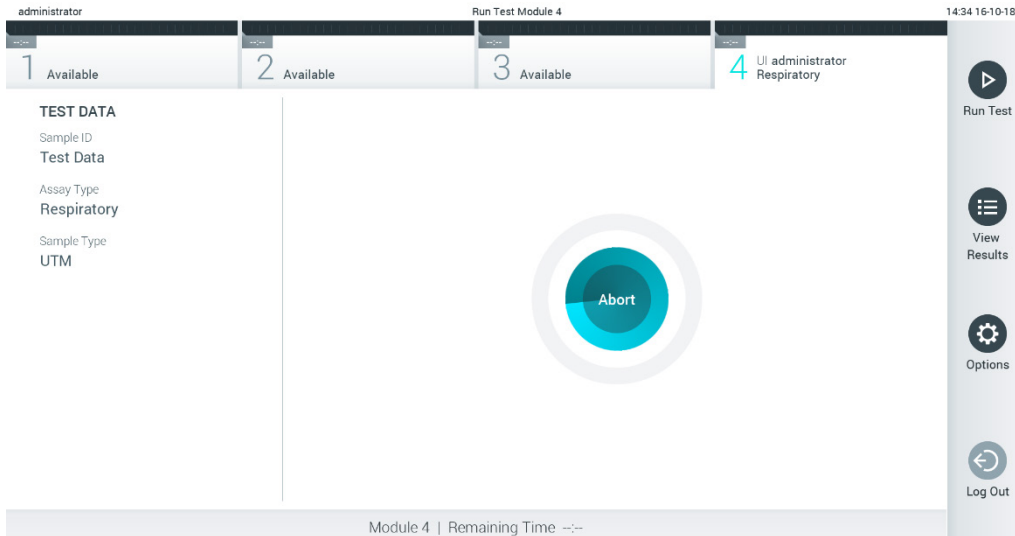 administrator
Run Test Module 4
14:34 16-10-18
--:--
--:--
--:--
--:--
1 Available
2 Available
3 Available
4 UI administrator
Respiratory
TEST DATA
Sample ID
Test Data
Assay Type
Respiratory
Sample Type
UTM
Abort
Run Test
View
Results
Options
Log Out
Module 4 | Remaining Time --:--